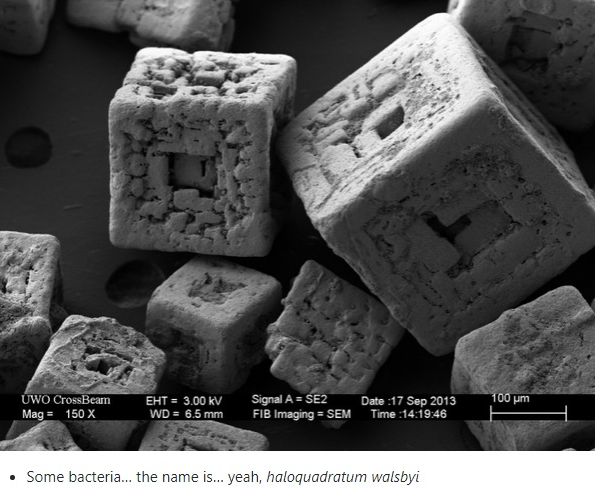 UWO CrossBeam EHT = 3.00 kV Signal A = SE2 Date :17 Sep 2013 100 µm
Mag = 150 X WD = 6.5 mm FIB Imaging = SEM Time :14:19:46
• Some bacteria... the name is... yeah, haloquadratum walsbyi